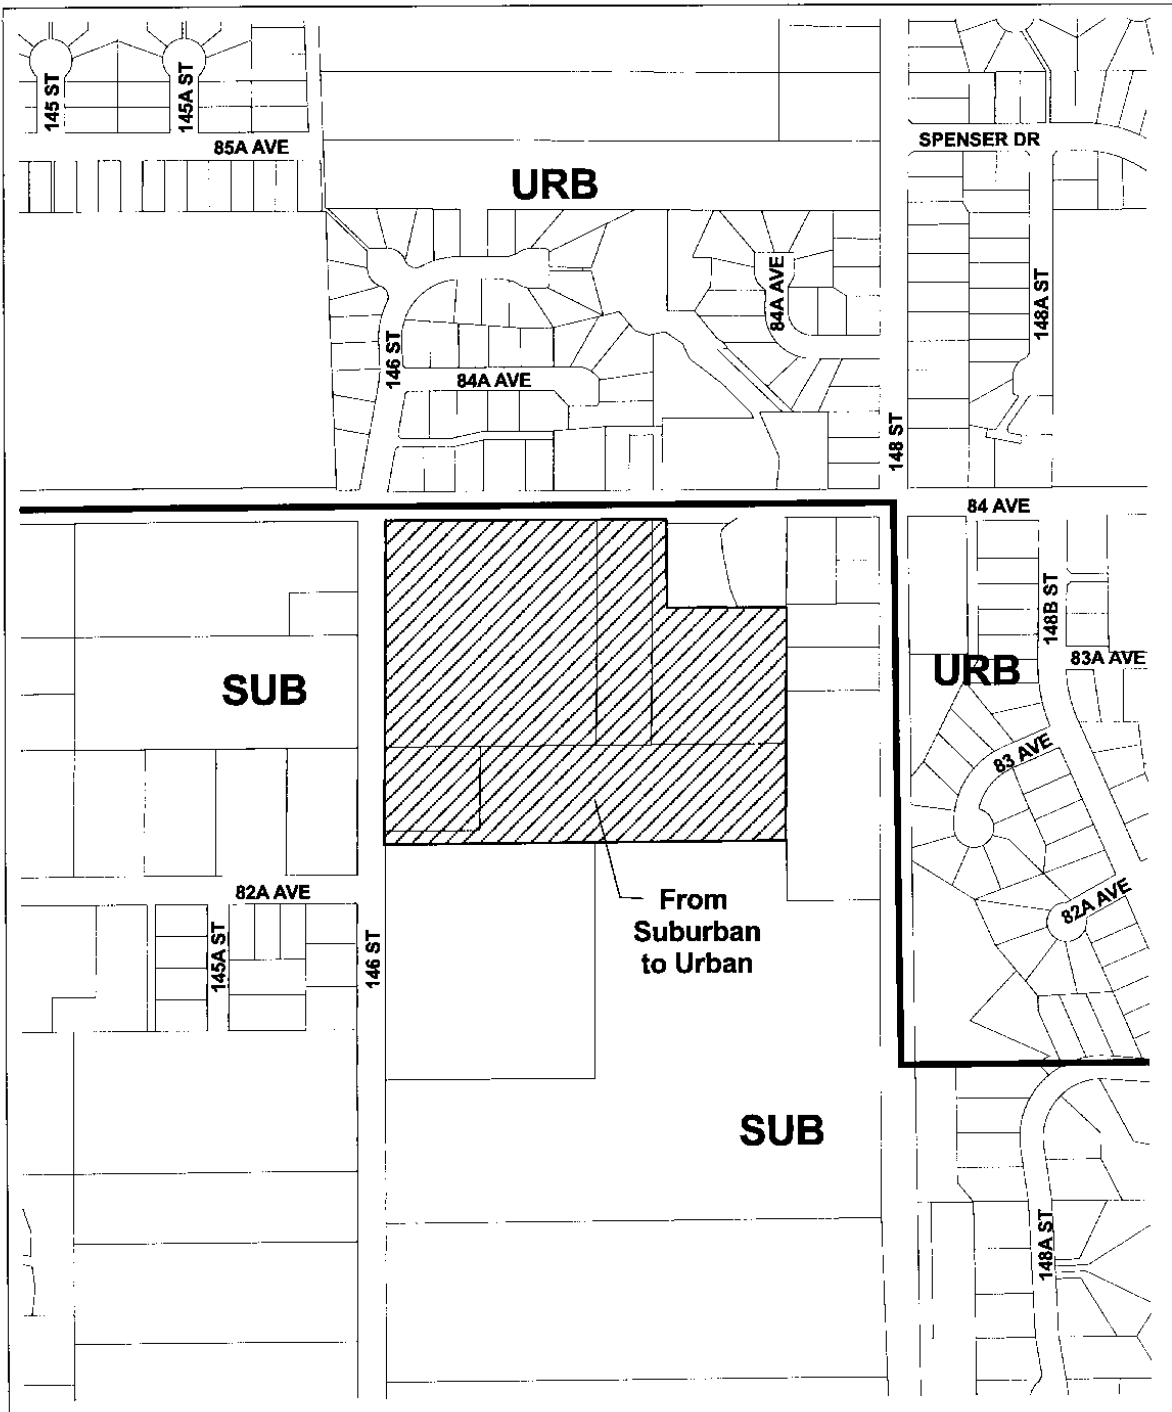 145 ST
145A ST
85A AVE
SPENSER DR
URB
84A AVE
148A ST
146 ST
84A AVE
148 ST
84 AVE
148B ST
83A AVE
URB
SUB
83 AVE
82A AVE
From
Suburban
to Urban
82A AVE
145A ST
146 ST
SUB
148A ST